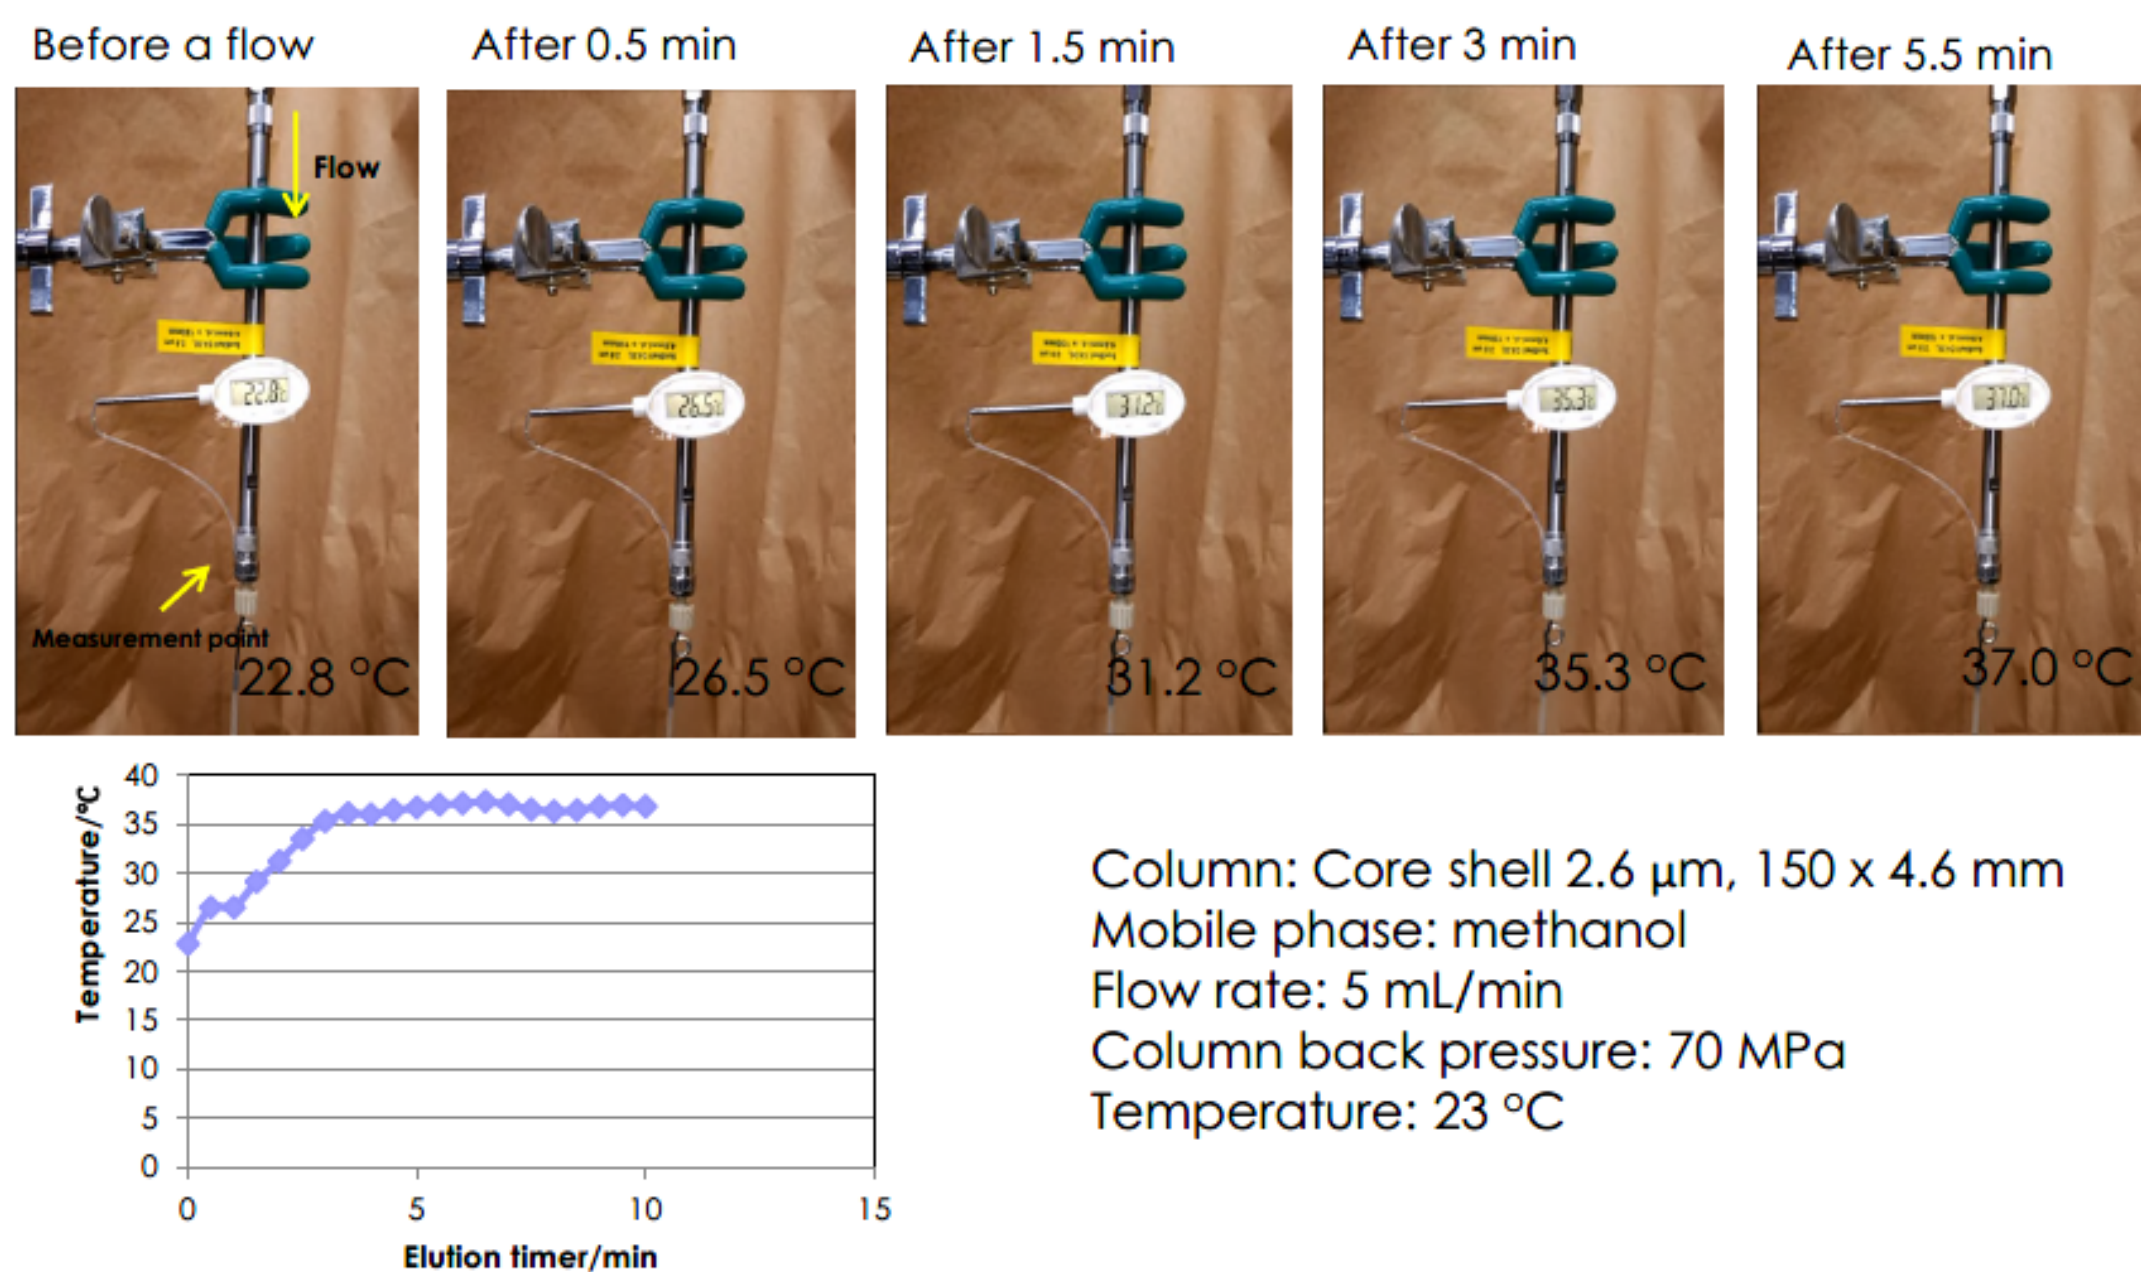 Before a flow
After 0.5 min
After 1.5 min
After 3 min
After 5.5 min
Flow
Measurement point
22.8 °C
26.5 °C
31.2 °C
35.3 °C
37.0 °C
22.8
26.5
31.2
35.3
37.0
Temperature/°C
40
35
30
25
20
15
10
5
0
0 5 10 15
Elution timer/min
Column: Core shell 2.6 µm, 150 x 4.6 mm
Mobile phase: methanol
Flow rate: 5 mL/min
Column back pressure: 70 MPa
Temperature: 23 °C